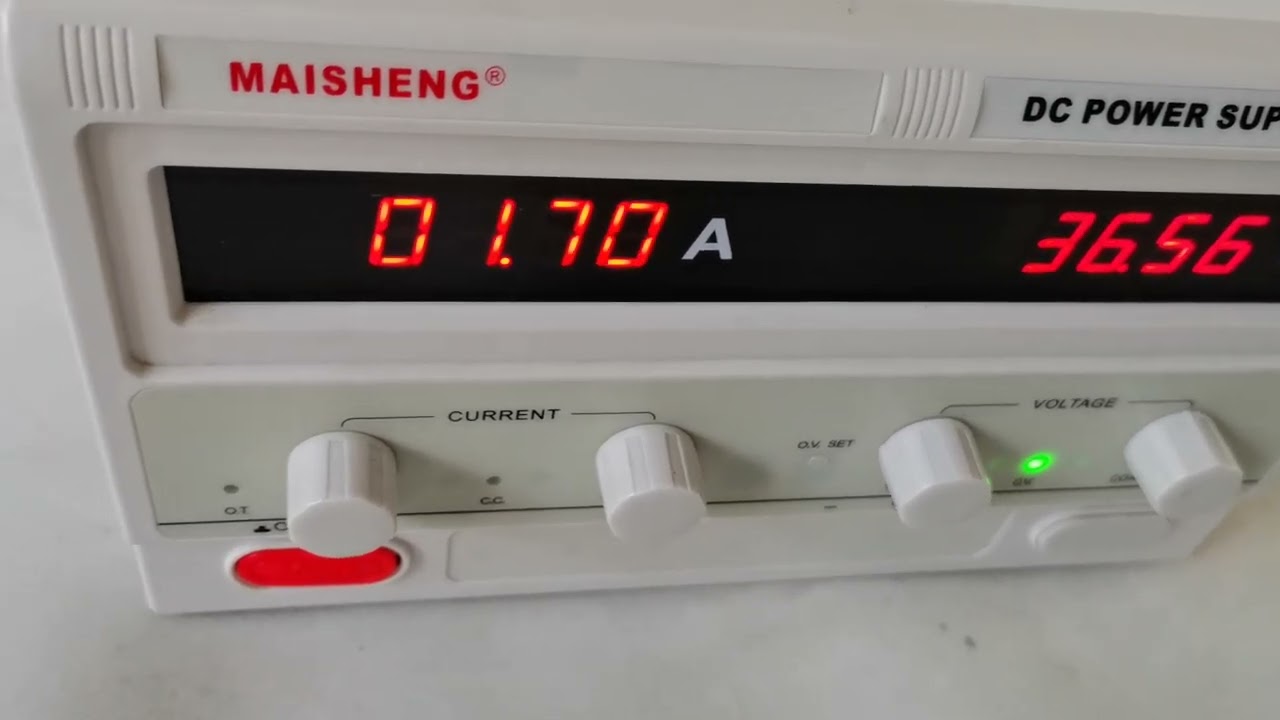 MAISHENG®
DC POWER SUP
01.70 A
36.56
CURRENT
VOLTAGE
O.V. SET
O.T.
C.C.
C.V.